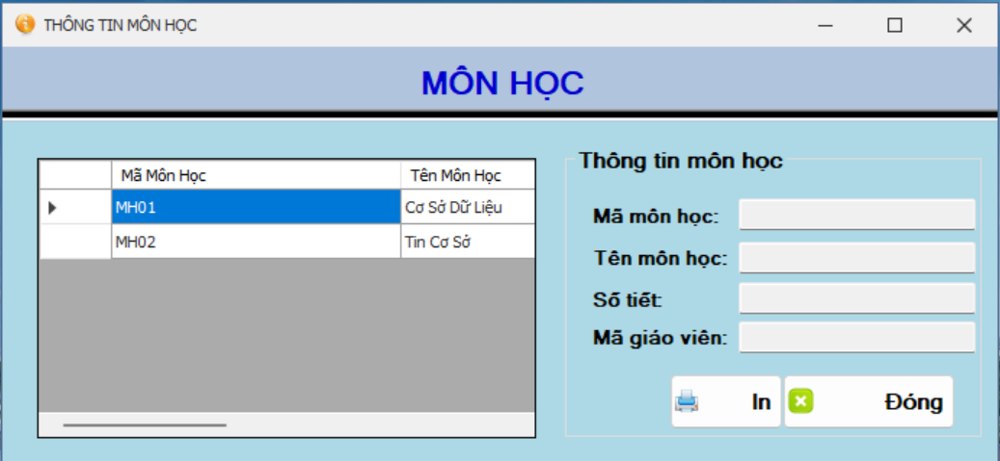 THÔNG TIN MÔN HỌC
MÔN HỌC
Mã Môn Học Tên Môn Học
MH01 Cơ Sở Dữ Liệu
MH02 Tin Cơ Sở
Thông tin môn học
Mã môn học:
Tên môn học:
Số tiết:
Mã giáo viên:
In Đóng